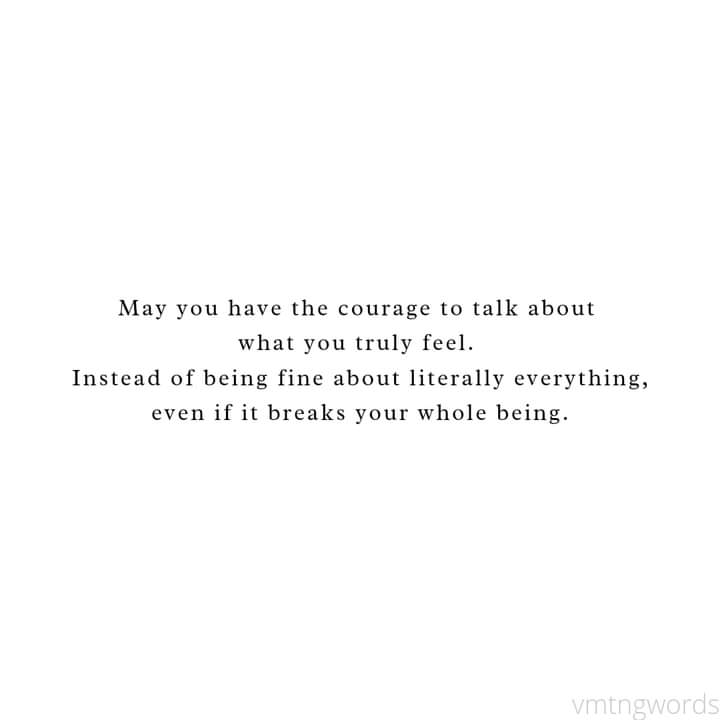 May you have the courage to talk about
what you truly feel.
Instead of being fine about literally everything,
even if it breaks your whole being.
vmtngwords